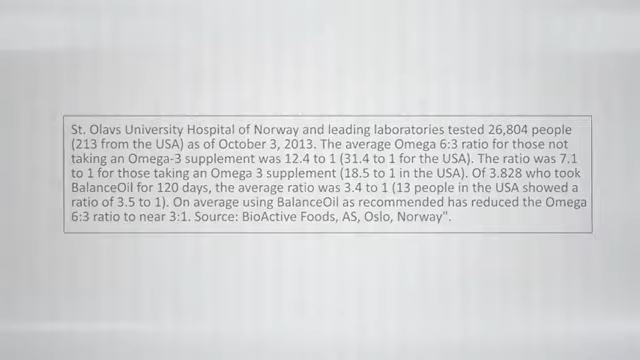 St. Olavs University Hospital of Norway and leading laboratories tested 26,804 people
(213 from the USA) as of October 3, 2013. The average Omega 6:3 ratio for those not
taking an Omega-3 supplement was 12.4 to 1 (31.4 to 1 for the USA). The ratio was 7.1
to 1 for those taking an Omega 3 supplement (18.5 to 1 in the USA). Of 3.828 who took
BalanceOil for 120 days, the average ratio was 3.4 to 1 (13 people in the USA showed a
ratio of 3.5 to 1). On average using BalanceOil as recommended has reduced the Omega
6:3 ratio to near 3:1. Source: BioActive Foods, AS, Oslo, Norway".